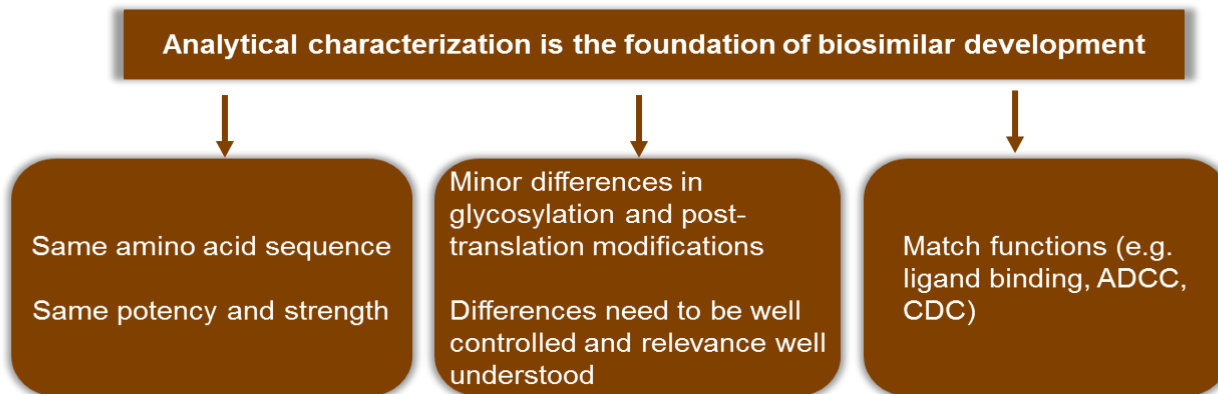 Analytical characterization is the foundation of biosimilar development
Same amino acid sequence
Same potency and strength
Minor differences in
glycosylation and post-
translation modifications
Differences need to be well
controlled and relevance well
understood
Match functions (e.g.
ligand binding, ADCC,
CDC)